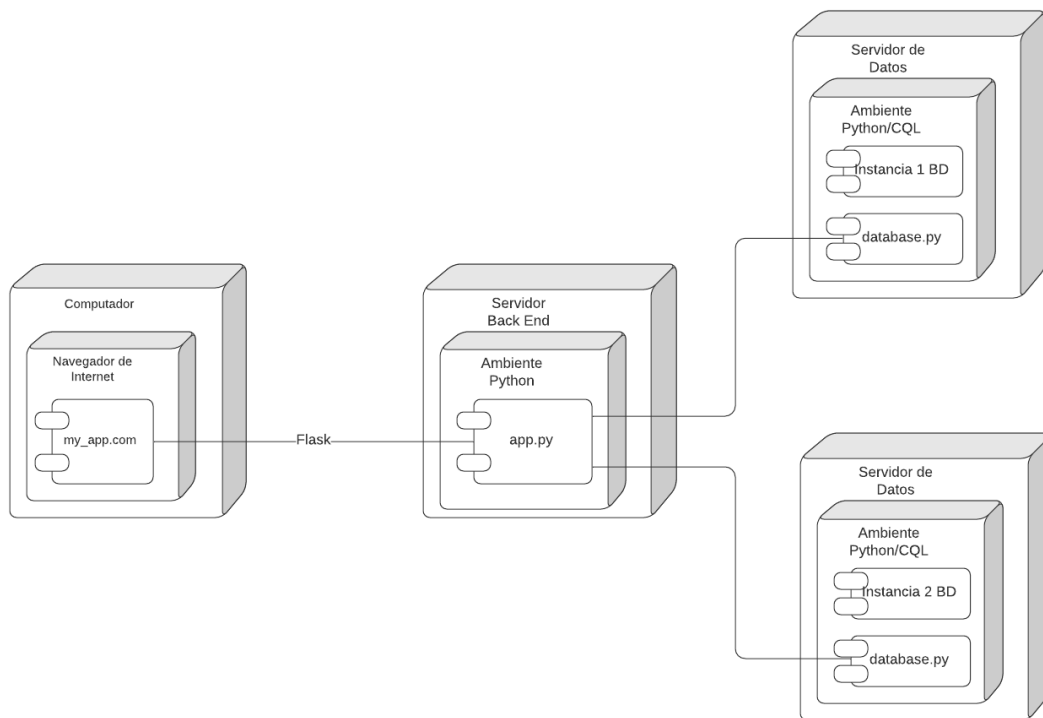 Computador
Navegador de
Internet
my_app.com
Flask
Servidor
Back End
Ambiente
Python
app.py
Servidor de
Datos
Ambiente
Python/CQL
Instancia 1 BD
database.py
Servidor de
Datos
Ambiente
Python/CQL
Instancia 2 BD
database.py